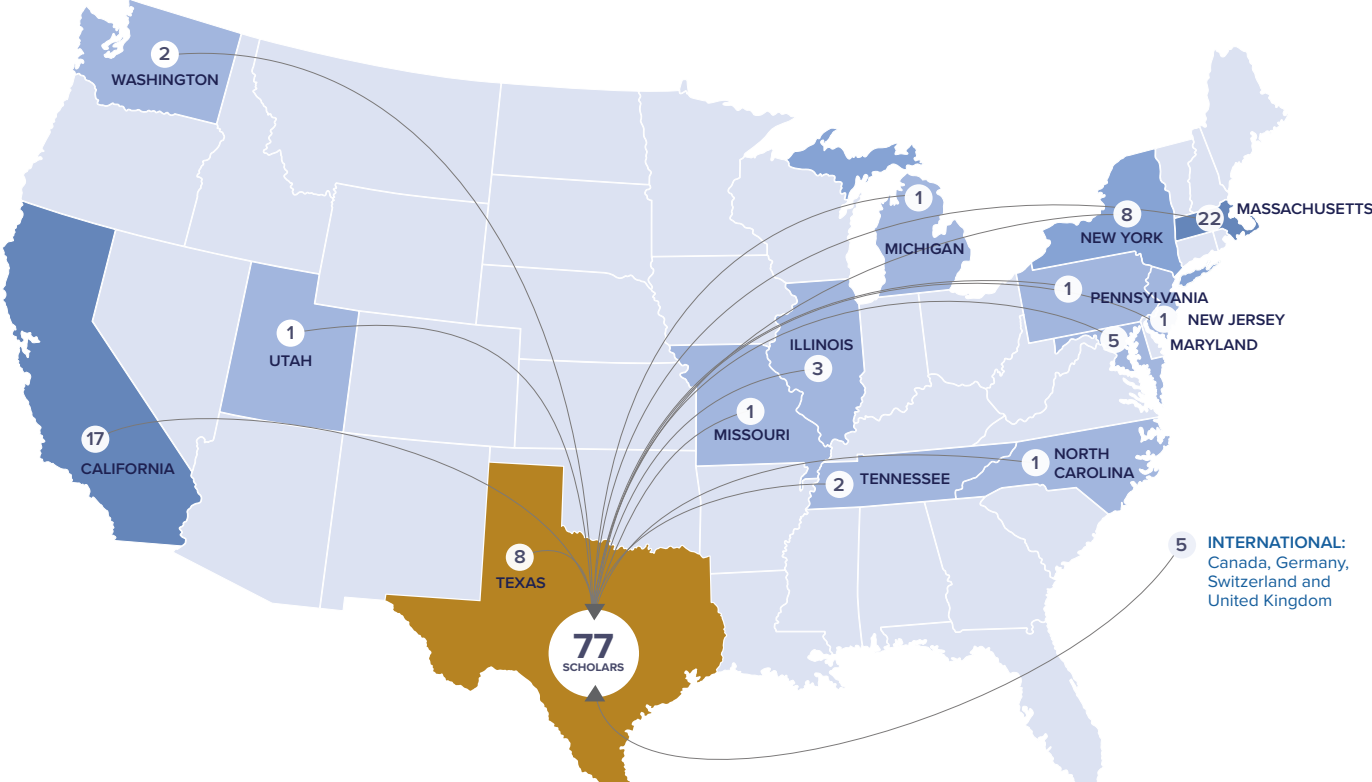 2
WASHINGTON
1
MICHIGAN
8
NEW YORK
22
MASSACHUSETTS
1
PENNSYLVANIA
1
NEW JERSEY
5
MARYLAND
1
UTAH
ILLINOIS
3
1
MISSOURI
17
CALIFORNIA
2
TENNESSEE
1
NORTH
CAROLINA
8
TEXAS
77
SCHOLARS
5
INTERNATIONAL:
Canada, Germany,
Switzerland and
United Kingdom